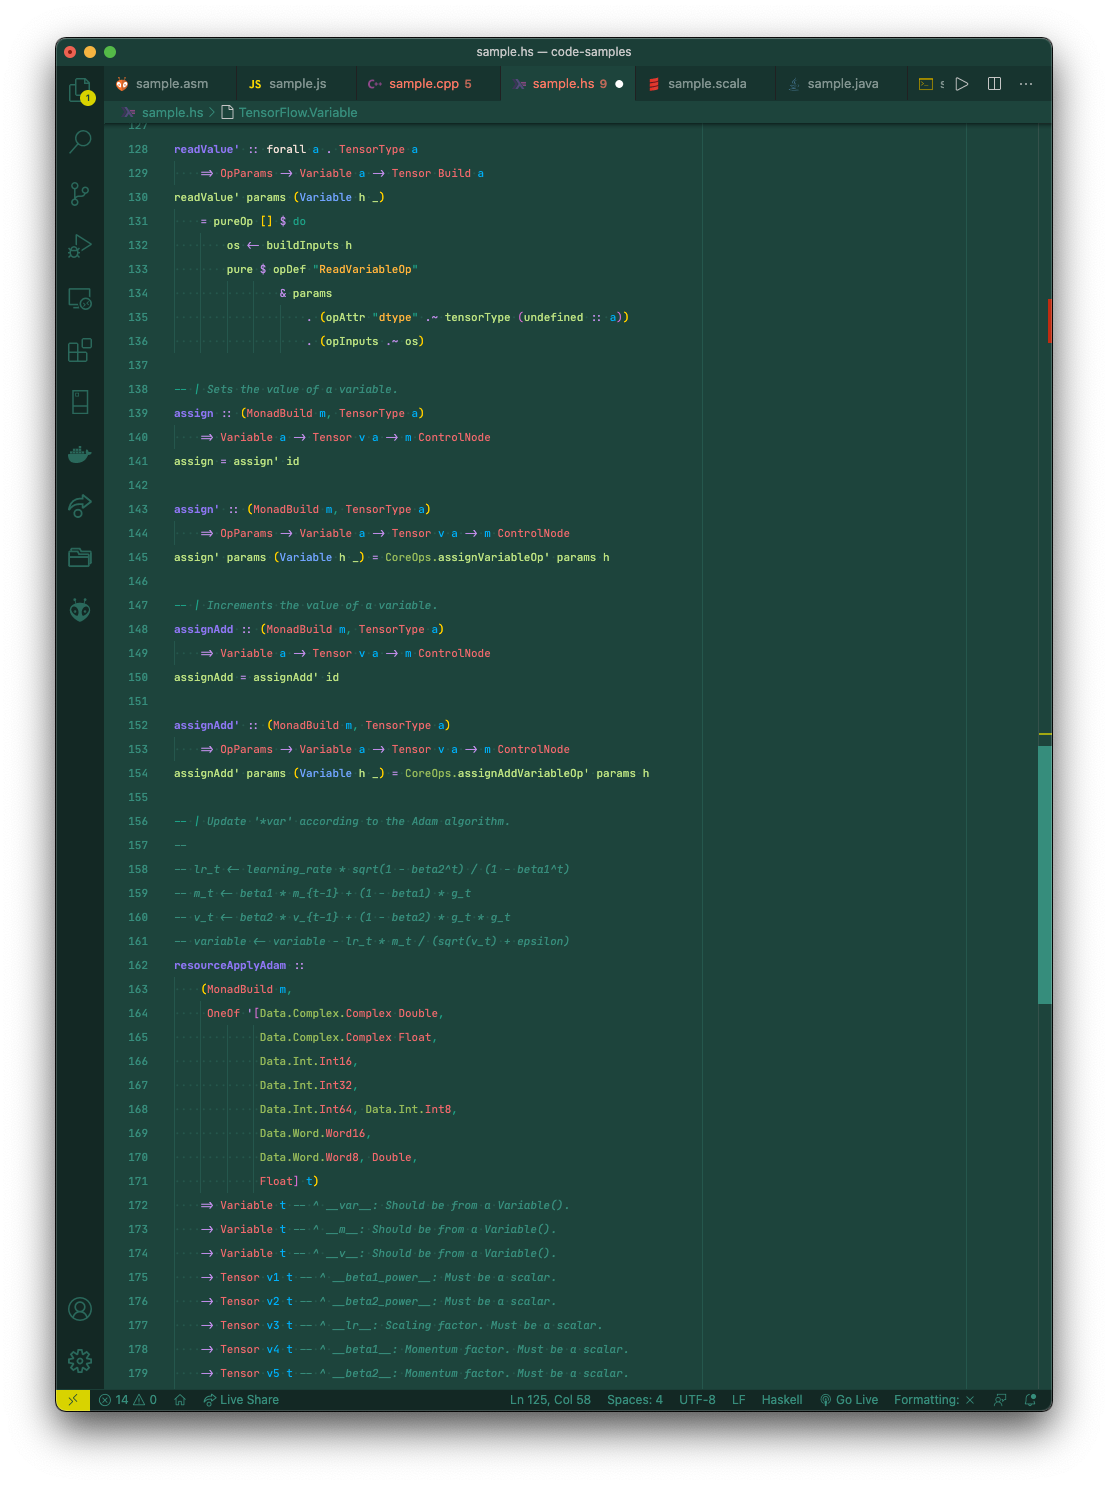 sample.hs — code-samples
sample.asm
JS sample.js
sample.cpp 5
sample.hs 9
sample.scala
sample.java
s
1
sample.hs > TensorFlow.Variable
127
128 readValue' :: forall a . TensorType a
129 => OpParams -> Variable a -> Tensor Build a
130 readValue' params (Variable h _)
131 = pureOp [] $ do
132 os <- buildInputs h
133 pure $ opDef "ReadVariableOp"
134 & params
135 . (opAttr "dtype" .~ tensorType (undefined :: a))
136 . (opInputs .~ os)
137
138 -- | Sets the value of a variable.
139 assign :: (MonadBuild m, TensorType a)
140 => Variable a -> Tensor v a -> m ControlNode
141 assign = assign' id
142
143 assign' :: (MonadBuild m, TensorType a)
144 => OpParams -> Variable a -> Tensor v a -> m ControlNode
145 assign' params (Variable h _) = CoreOps.assignVariableOp' params h
146
147 -- | Increments the value of a variable.
148 assignAdd :: (MonadBuild m, TensorType a)
149 => Variable a -> Tensor v a -> m ControlNode
150 assignAdd = assignAdd' id
151
152 assignAdd' :: (MonadBuild m, TensorType a)
153 => OpParams -> Variable a -> Tensor v a -> m ControlNode
154 assignAdd' params (Variable h _) = CoreOps.assignAddVariableOp' params h
155
156 -- | Update '*var' according to the Adam algorithm.
157 --
158 -- lr_t <- learning_rate * sqrt(1 - beta2^t) / (1 - beta1^t)
159 -- m_t <- beta1 * m_{t-1} + (1 - beta1) * g_t
160 -- v_t <- beta2 * v_{t-1} + (1 - beta2) * g_t * g_t
161 -- variable <- variable - lr_t * m_t / (sqrt(v_t) + epsilon)
162 resourceApplyAdam ::
163 (MonadBuild m,
164 OneOf '[Data.Complex.Complex Double,
165 Data.Complex.Complex Float,
166 Data.Int.Int16,
167 Data.Int.Int32,
168 Data.Int.Int64, Data.Int.Int8,
169 Data.Word.Word16,
170 Data.Word.Word8, Double,
171 Float] t)
172 => Variable t -- ^ __var__: Should be from a Variable().
173 -> Variable t -- ^ __m__: Should be from a Variable().
174 -> Variable t -- ^ __v__: Should be from a Variable().
175 -> Tensor v1 t -- ^ __beta1_power__: Must be a scalar.
176 -> Tensor v2 t -- ^ __beta2_power__: Must be a scalar.
177 -> Tensor v3 t -- ^ __lr__: Scaling factor. Must be a scalar.
178 -> Tensor v4 t -- ^ __beta1__: Momentum factor. Must be a scalar.
179 -> Tensor v5 t -- ^ __beta2__: Momentum factor. Must be a scalar.
14 0 Live Share Ln 125, Col 58 Spaces: 4 UTF-8 LF Haskell Go Live Formatting: ×